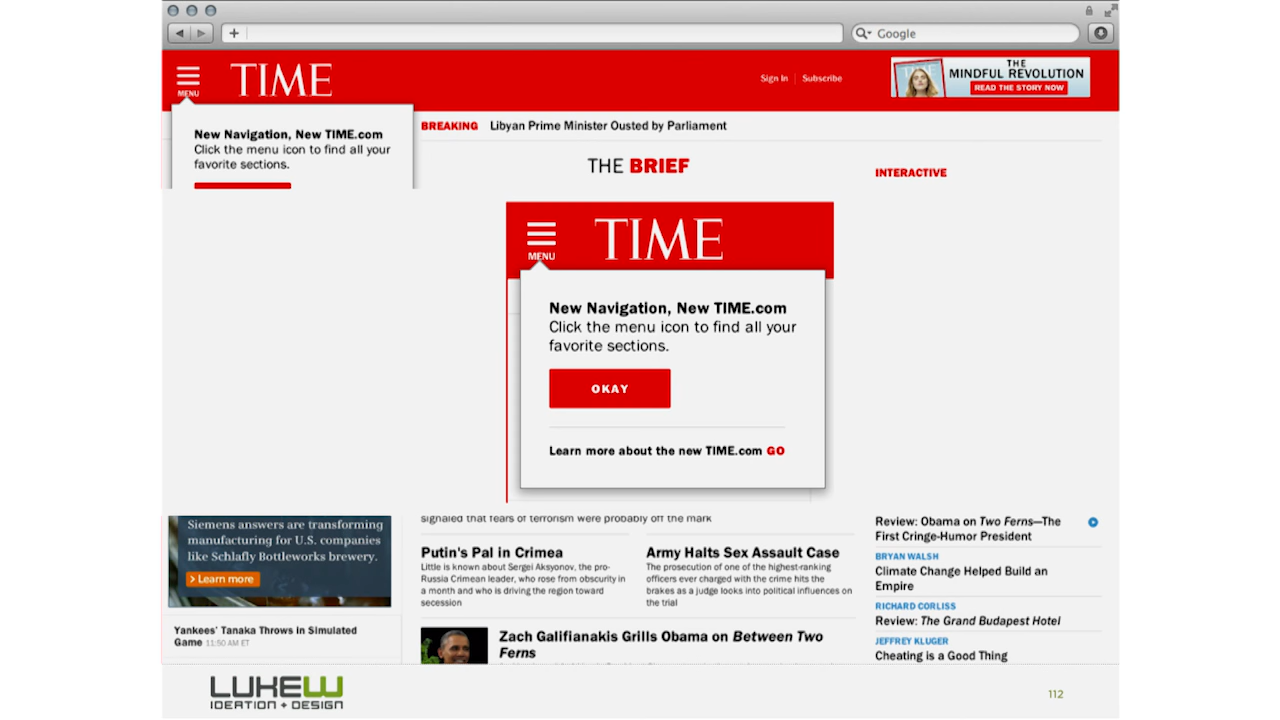 Google
MENU
TIME
Sign In | Subscribe
THE
MINDFUL REVOLUTION
READ THE STORY NOW
New Navigation, New TIME.com
Click the menu icon to find all your
favorite sections.
BREAKING Libyan Prime Minister Ousted by Parliament
THE BRIEF
INTERACTIVE
MENU
TIME
New Navigation, New TIME.com
Click the menu icon to find all your
favorite sections.
OKAY
Learn more about the new TIME.com GO
Siemens answers are transforming
manufacturing for U.S. companies
like Schlafly Bottleworks brewery.
> Learn more
Yankees' Tanaka Throws in Simulated
Game 11:50 AM ET
signaled that fears of terrorism were probably off the mark
Putin's Pal in Crimea
Little is known about Sergei Aksyonov, the pro-
Russia Crimean leader, who rose from obscurity in
a month and who is driving the region toward
secession
Army Halts Sex Assault Case
The prosecution of one of the highest-ranking
officers ever charged with the crime hits the
brakes as a judge looks into political influences on
the trial
Zach Galifianakis Grills Obama on Between Two
Ferns
Review: Obama on Two Ferns—The
First Cringe-Humor President
BRYAN WALSH
Climate Change Helped Build an
Empire
RICHARD CORLISS
Review: The Grand Budapest Hotel
JEFFREY KLUGER
Cheating is a Good Thing
LUKEW
IDEATION + DESIGN
112